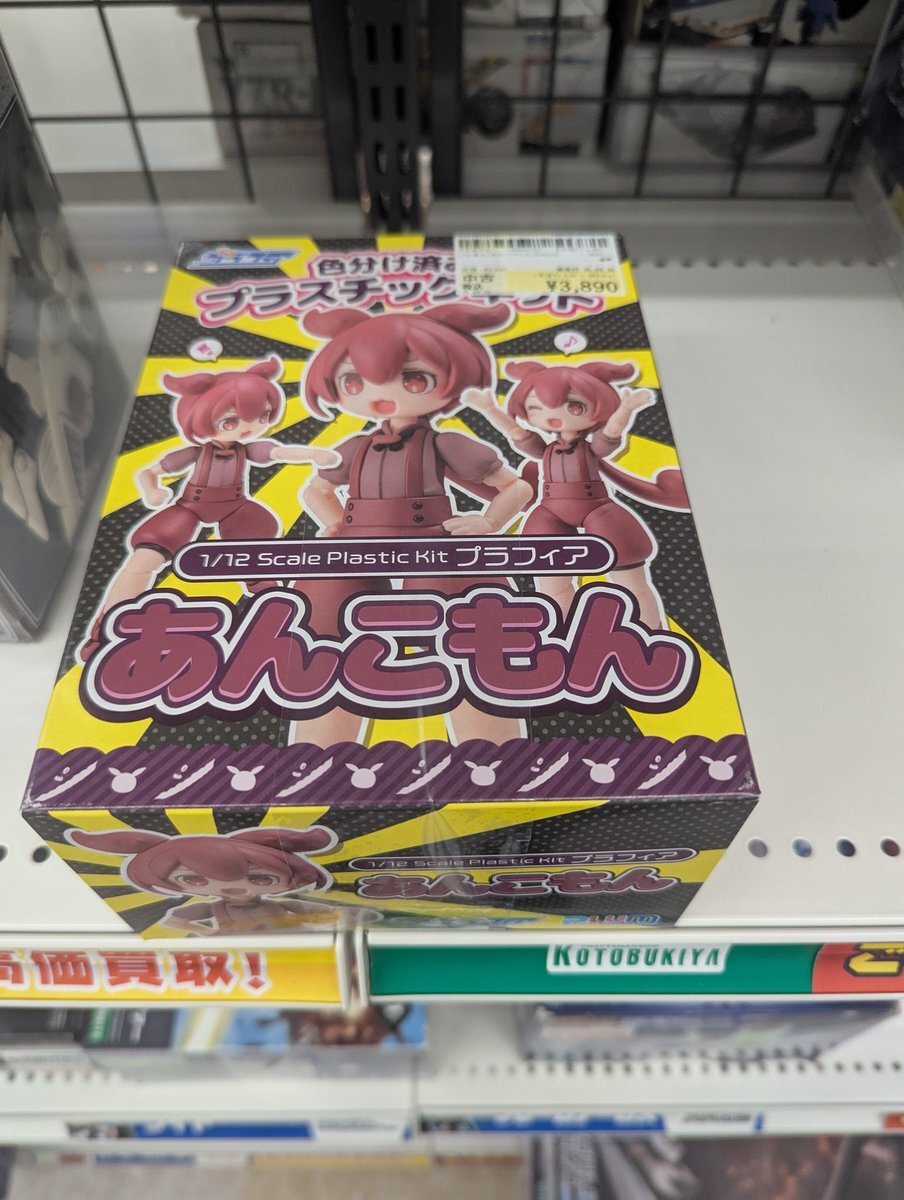 色分け済み
プラスチックキット
中古
¥3,890
♪
1/12 Scale Plastic Kit プラフィア
あんこもん
1/12 Scale Plastic Kit プラフィア
あんこもん
PLUM
高価買取!
KOTOBUKIYA